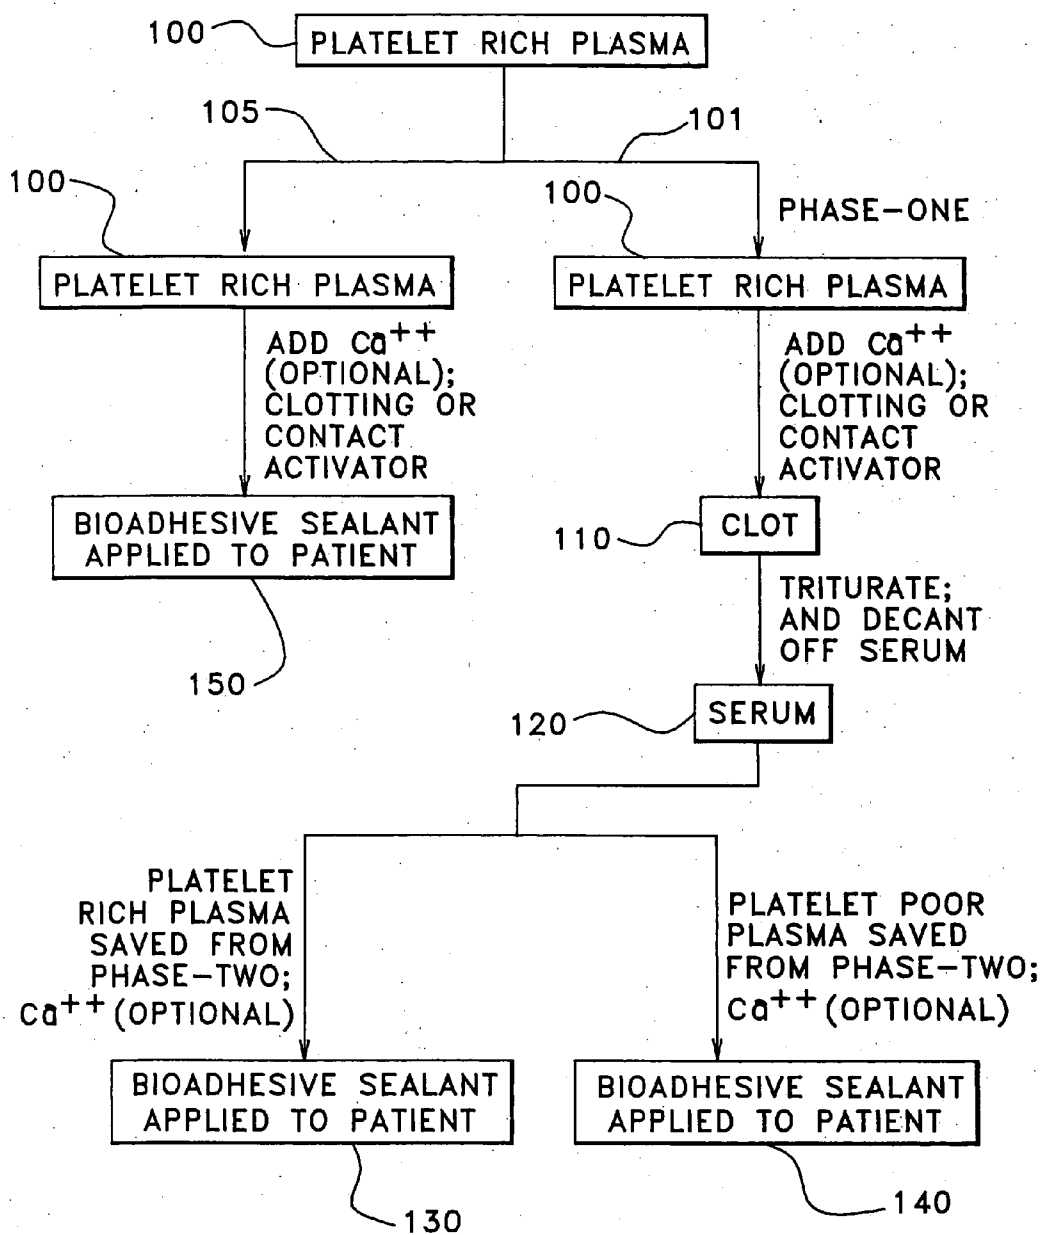 100
PLATELET RICH PLASMA
105
101
100
100
PHASE-ONE
PLATELET RICH PLASMA
PLATELET RICH PLASMA
ADD Ca++
(OPTIONAL);
CLOTTING OR
CONTACT
ACTIVATOR
ADD Ca++
(OPTIONAL);
CLOTTING OR
CONTACT
ACTIVATOR
BIOADHESIVE SEALANT
APPLIED TO PATIENT
150
110
CLOT
TRITURATE;
AND DECANT
OFF SERUM
120
SERUM
PLATELET
RICH PLASMA
SAVED FROM
PHASE-TWO;
Ca++ (OPTIONAL)
PLATELET POOR
PLASMA SAVED
FROM PHASE-TWO;
Ca++ (OPTIONAL)
BIOADHESIVE SEALANT
APPLIED TO PATIENT
130
BIOADHESIVE SEALANT
APPLIED TO PATIENT
140